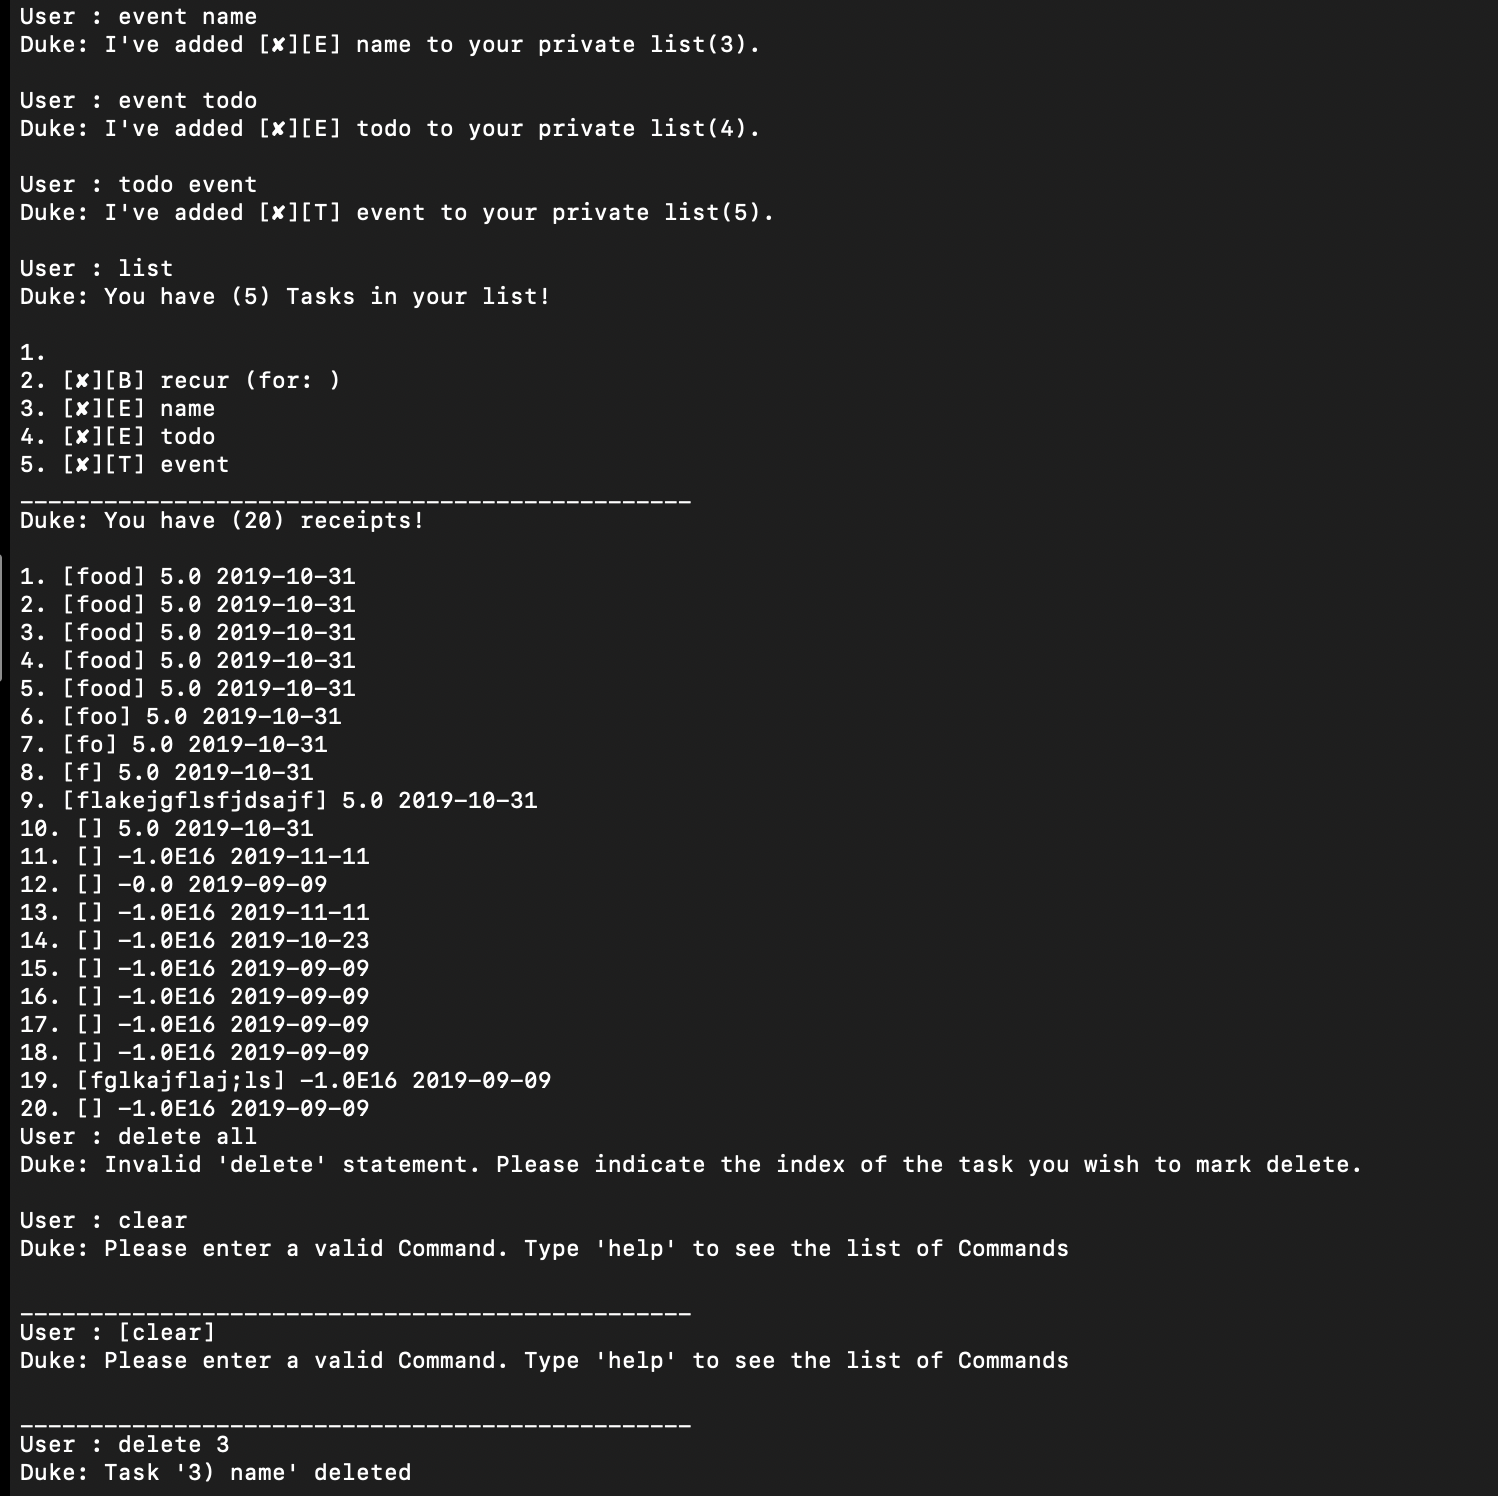 User : event name
Duke: I've added [✘][E] name to your private list(3).
User : event todo
Duke: I've added [✘][E] todo to your private list(4).
User : todo event
Duke: I've added [✘][T] event to your private list(5).
User : list
Duke: You have (5) Tasks in your list!
1.
2. [✘][B] recur (for: )
3. [✘][E] name
4. [✘][E] todo
5. [✘][T] event
________________________________________________
Duke: You have (20) receipts!
1. [food] 5.0 2019-10-31
2. [food] 5.0 2019-10-31
3. [food] 5.0 2019-10-31
4. [food] 5.0 2019-10-31
5. [food] 5.0 2019-10-31
6. [foo] 5.0 2019-10-31
7. [fo] 5.0 2019-10-31
8. [f] 5.0 2019-10-31
9. [flakejgflsfjdsajf] 5.0 2019-10-31
10. [] 5.0 2019-10-31
11. [] -1.0E16 2019-11-11
12. [] -0.0 2019-09-09
13. [] -1.0E16 2019-11-11
14. [] -1.0E16 2019-10-23
15. [] -1.0E16 2019-09-09
16. [] -1.0E16 2019-09-09
17. [] -1.0E16 2019-09-09
18. [] -1.0E16 2019-09-09
19. [fglkajflaj;ls] -1.0E16 2019-09-09
20. [] -1.0E16 2019-09-09
User : delete all
Duke: Invalid 'delete' statement. Please indicate the index of the task you wish to mark delete.
User : clear
Duke: Please enter a valid Command. Type 'help' to see the list of Commands
________________________________________________
User : [clear]
Duke: Please enter a valid Command. Type 'help' to see the list of Commands
________________________________________________
User : delete 3
Duke: Task '3) name' deleted